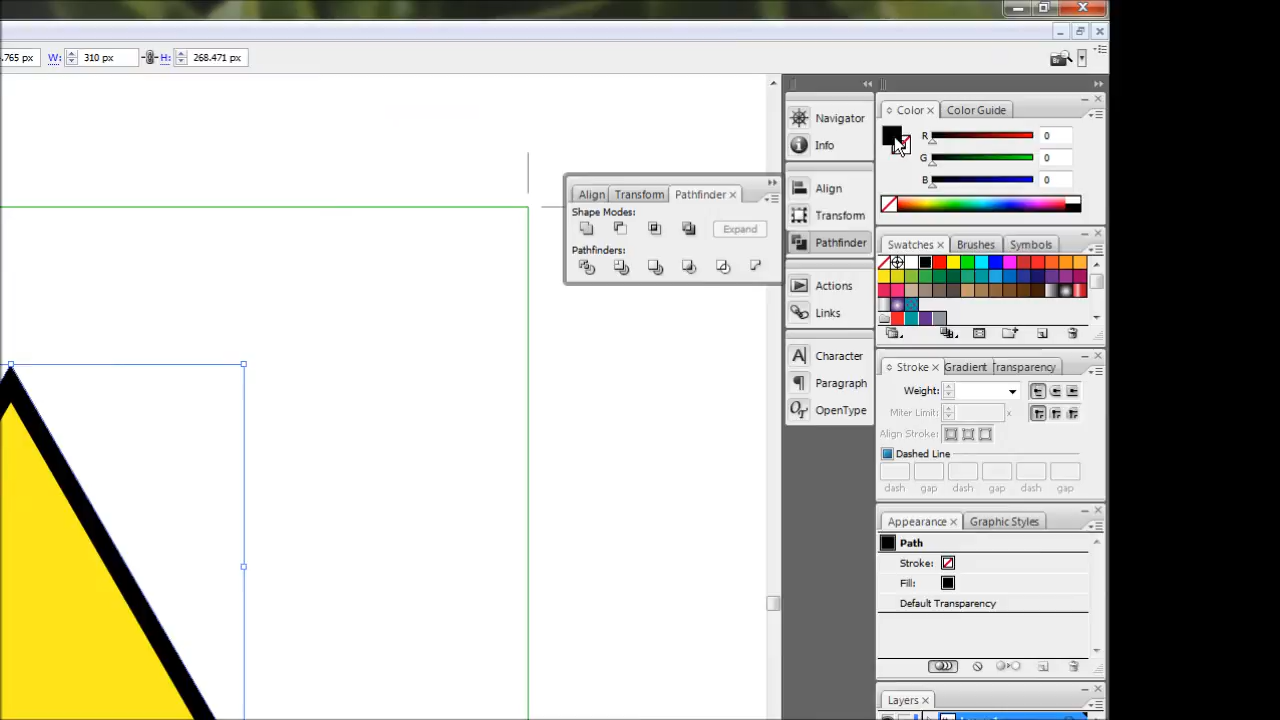 .765 px W: 310 px H: 268.471 px
Br
Navigator
Info
Align
Transform
Pathfinder
Actions
Links
A Character
¶ Paragraph
OpenType
Align Transform Pathfinder
Shape Modes:
Expand
Pathfinders:
Color Color Guide
R 0
G 0
B 0
Swatches Brushes Symbols
Stroke Gradient Transparency
Weight:
Miter Limit: x
Align Stroke:
Dashed Line
dash gap dash gap dash gap
Appearance Graphic Styles
Path
Stroke:
Fill:
Default Transparency
Layers